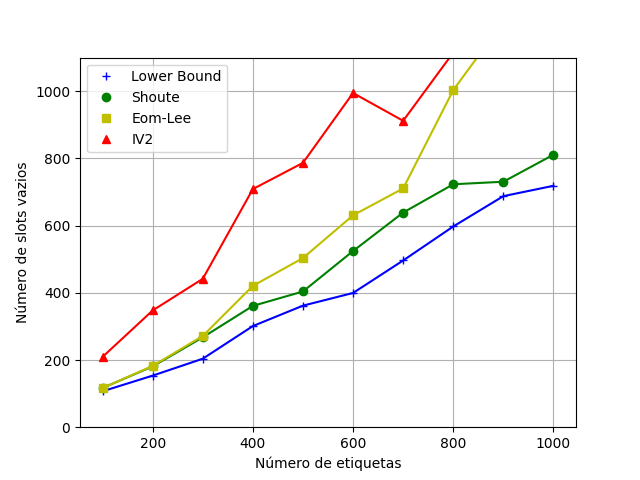 Lower Bound
Shoute
Eom-Lee
IV2
1000
800
600
400
200
0
Número de slots vazios
200 400 600 800 1000
Número de etiquetas